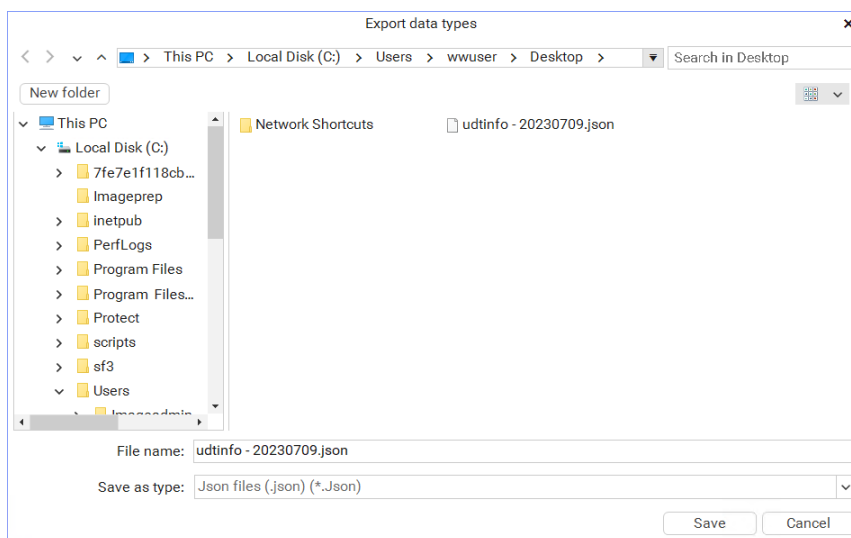 Export data types
This PC > Local Disk (C:) > Users > wwuser > Desktop > Search in Desktop
New folder
This PC
Local Disk (C:)
7fe7e1f118cb...
Imageprep
inetpub
PerfLogs
Program Files
Program Files...
Protect
scripts
sf3
Users
Imageadmin
Network Shortcuts
udtinfo - 20230709.json
File name: udtinfo - 20230709.json
Save as type: Json files (.json) (*.Json)
Save Cancel